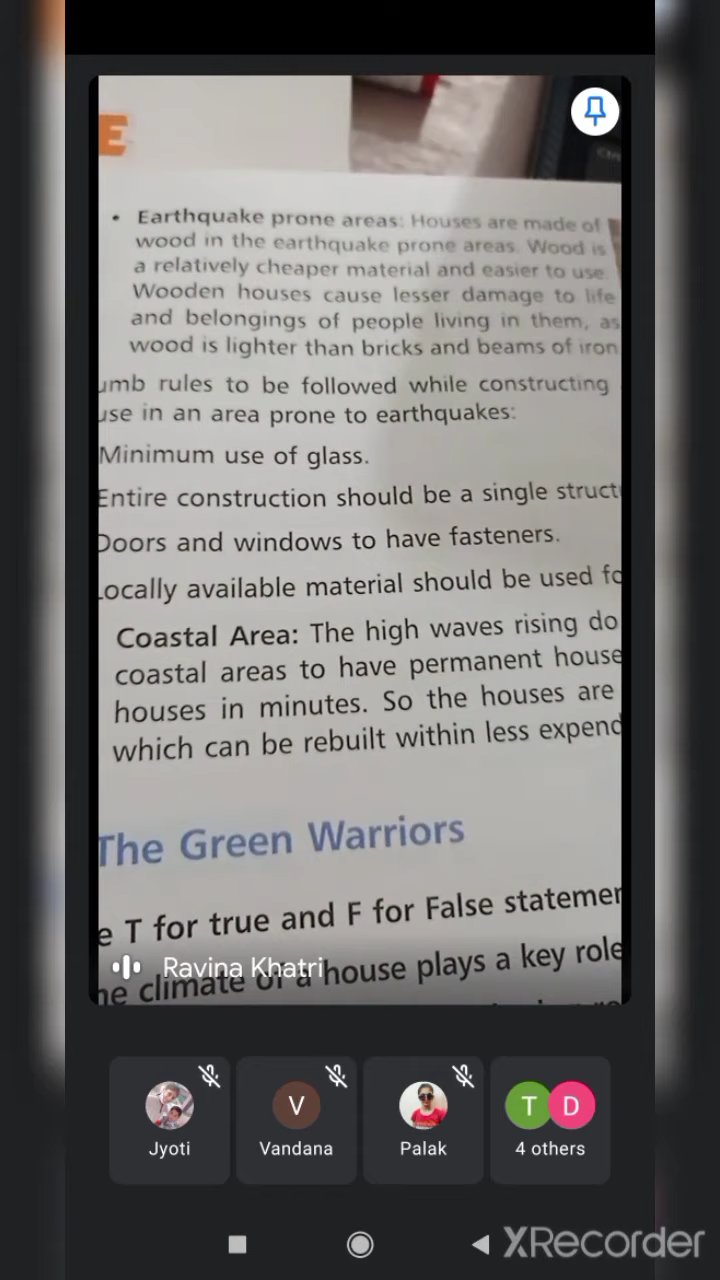 E
• Earthquake prone areas: Houses are made of
wood in the earthquake prone areas. Wood is
a relatively cheaper material and easier to use.
Wooden houses cause lesser damage to life
and belongings of people living in them, as
wood is lighter than bricks and beams of iron
umb rules to be followed while constructing
use in an area prone to earthquakes:
Minimum use of glass.
Entire construction should be a single struct
Doors and windows to have fasteners.
Locally available material should be used fo
Coastal Area: The high waves rising do
coastal areas to have permanent house
houses in minutes. So the houses are
which can be rebuilt within less expend
The Green Warriors
e T for true and F for False statemen
he climate of a house plays a key role
Ravina Khatri
Jyoti
V
Vandana
Palak
T D
4 others
XRecorder